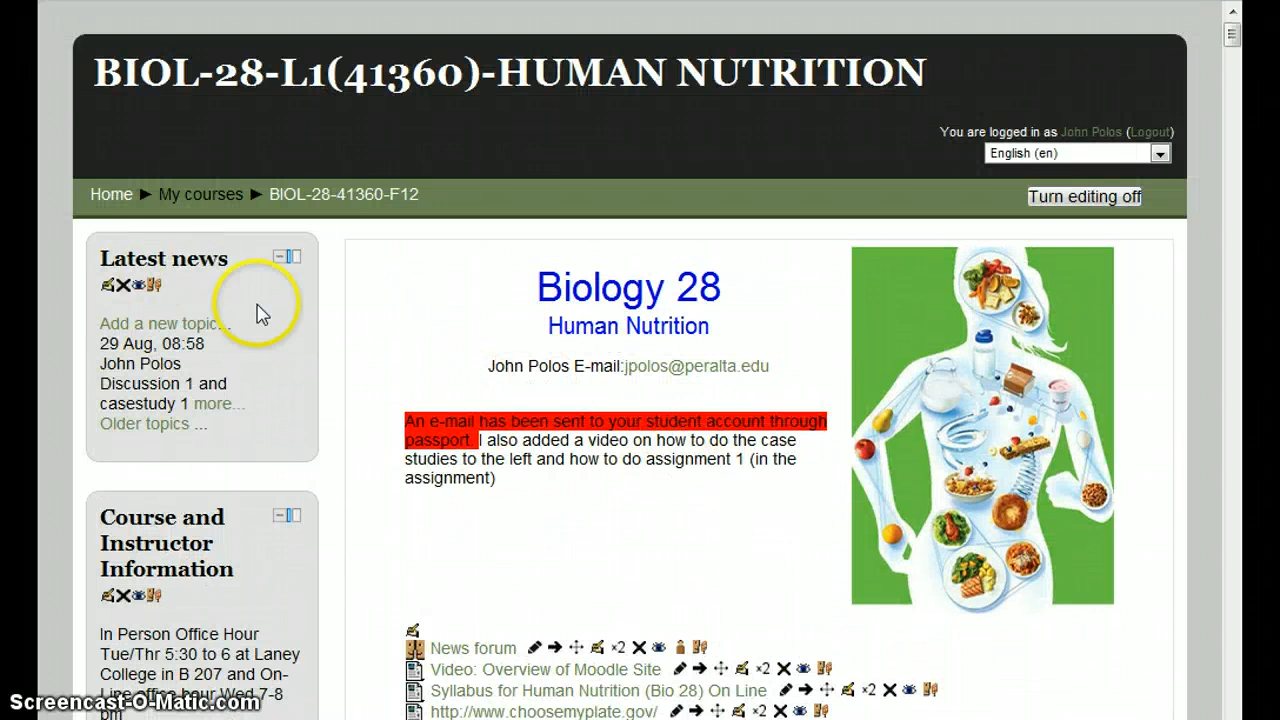 BIOL-28-L1(41360)-HUMAN NUTRITION
You are logged in as John Polos (Logout)
English (en)
Home ► My courses ► BIOL-28-41360-F12
Turn editing off
Latest news
Add a new topic...
29 Aug, 08:58
John Polos
Discussion 1 and
casestudy 1 more...
Older topics ...
Course and
Instructor
Information
In Person Office Hour
Tue/Thr 5:30 to 6 at Laney
College in B 207 and On-
Line office hour Wed 7-8
pm
Biology 28
Human Nutrition
John Polos E-mail:jpolos@peralta.edu
An e-mail has been sent to your student account through
passport. I also added a video on how to do the case
studies to the left and how to do assignment 1 (in the
assignment)
News forum ×2
Video: Overview of Moodle Site ×2
Syllabus for Human Nutrition (Bio 28) On Line ×2
http://www.choosemyplate.gov/ ×2
Screencast-O-Matic.com